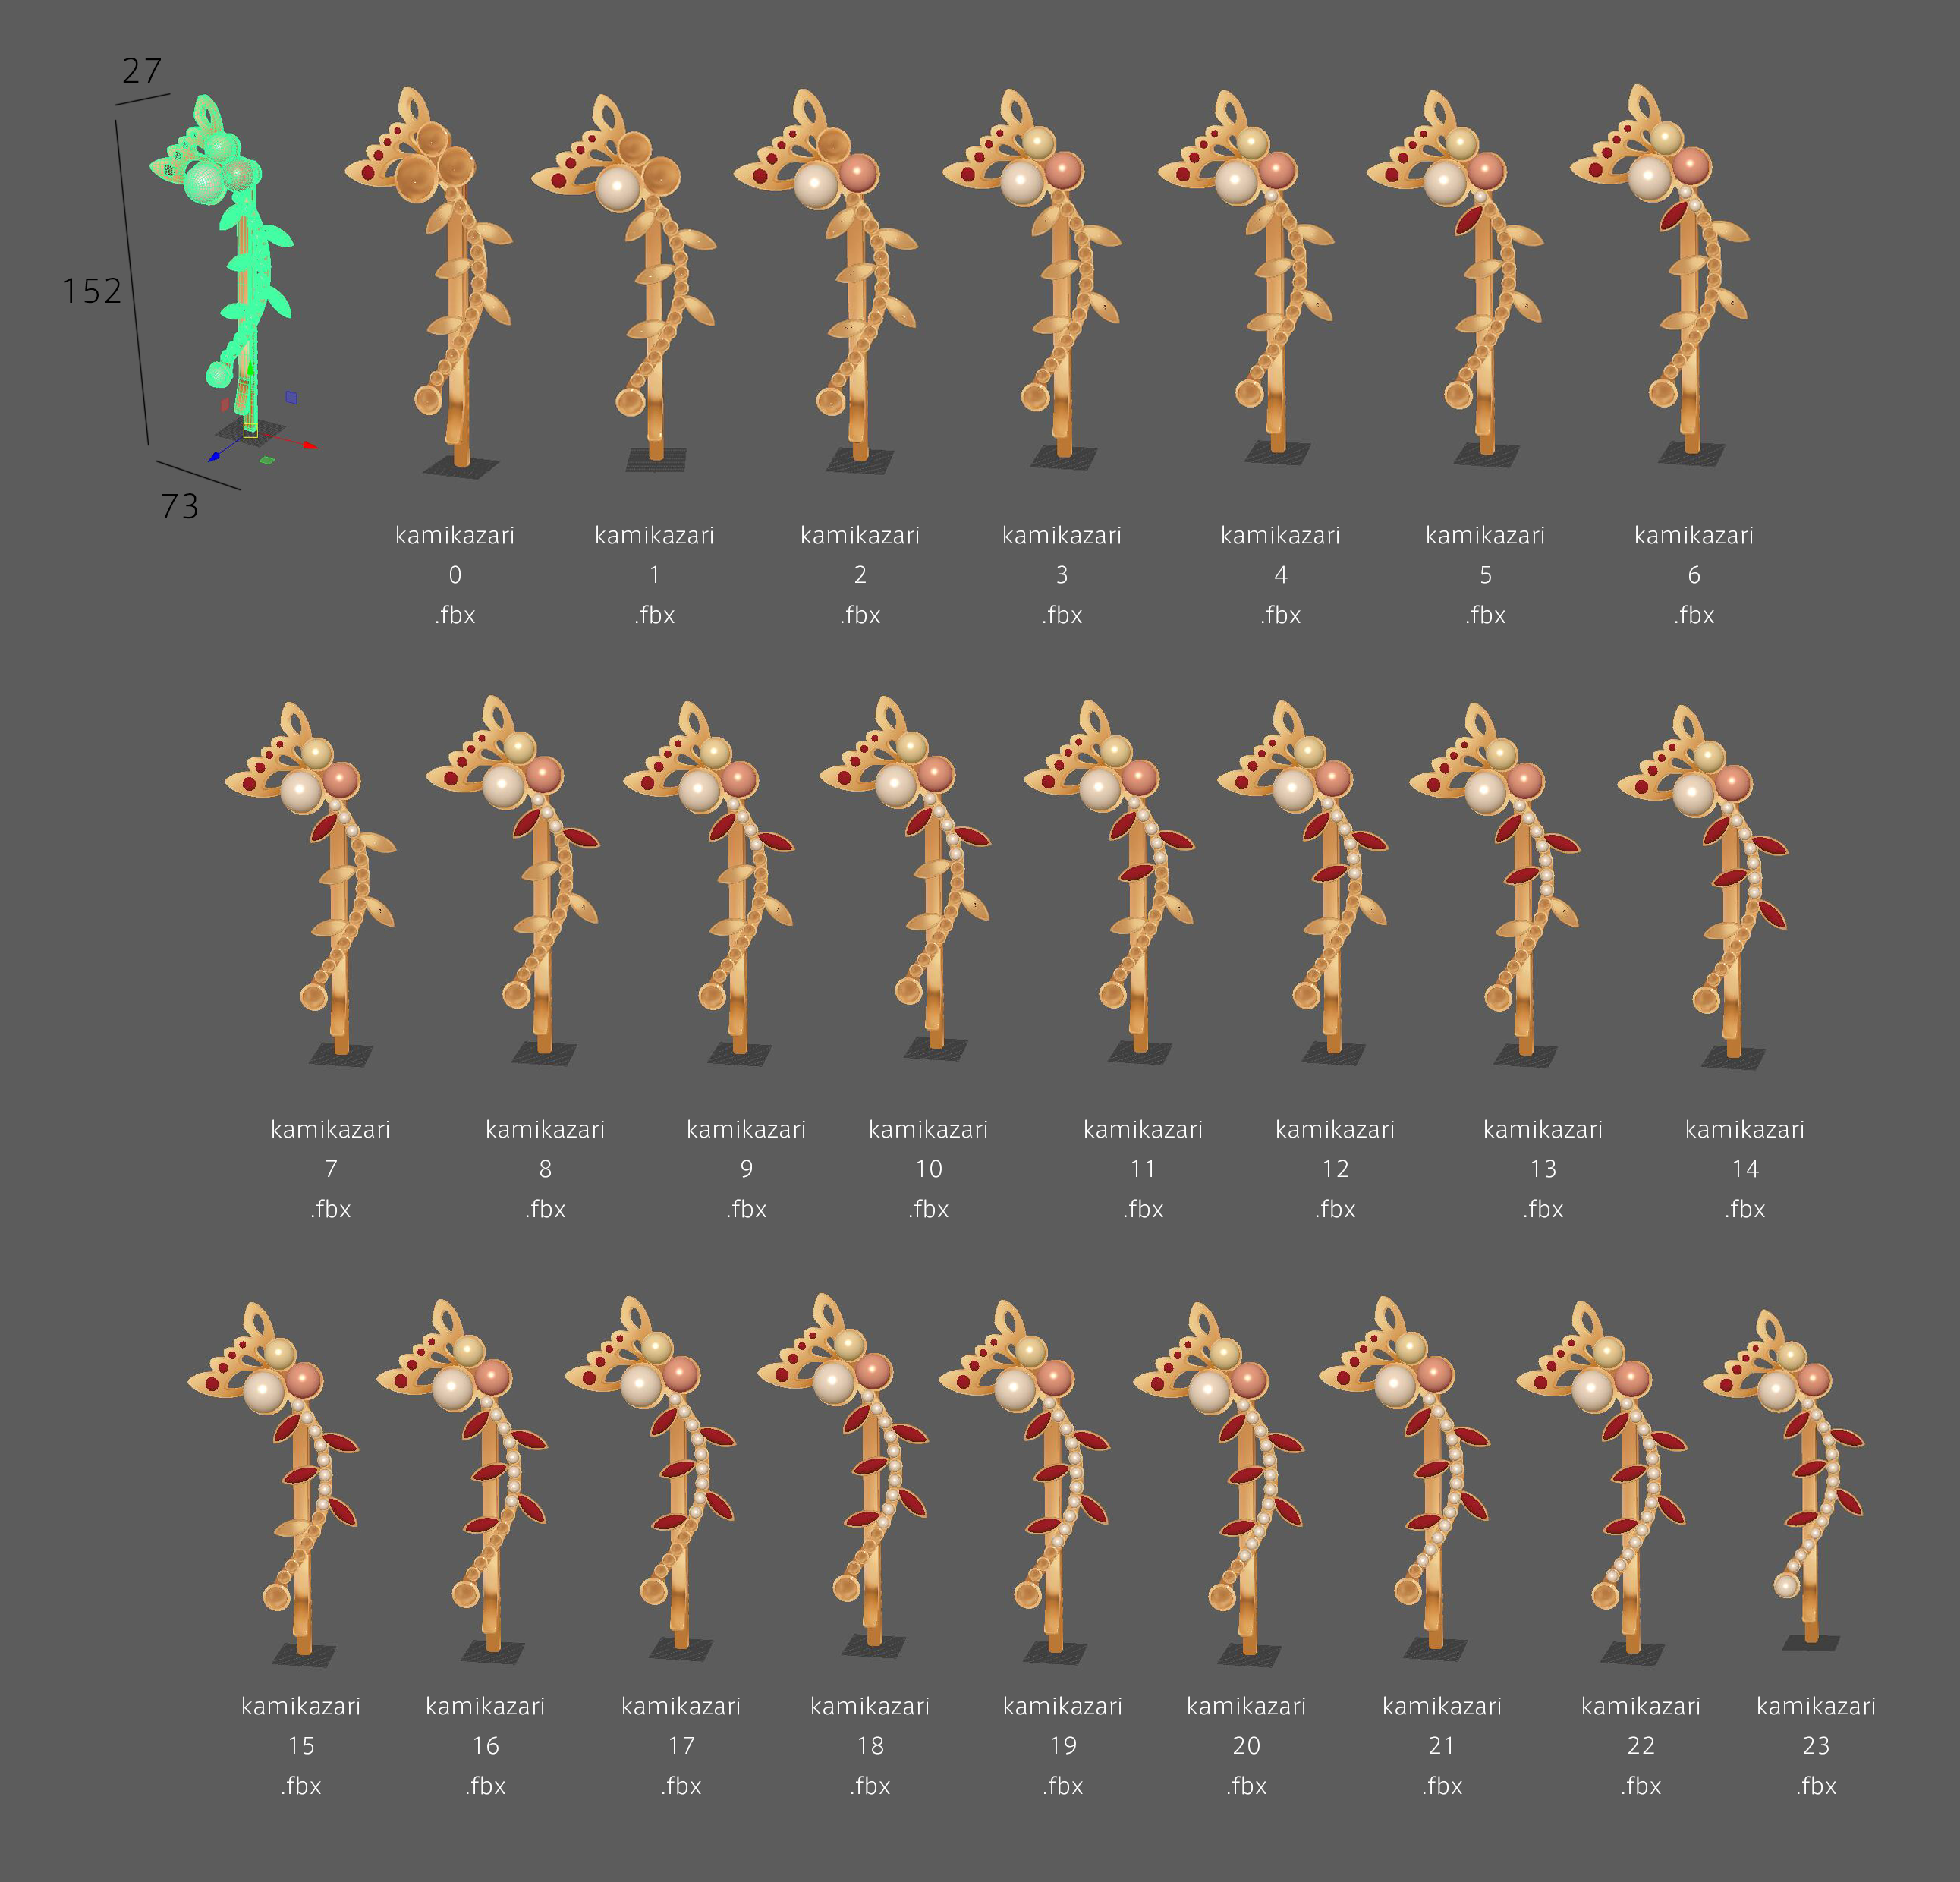 27
152
73
kamikazari kamikazari kamikazari kamikazari kamikazari kamikazari kamikazari
0 1 2 3 4 5 6
.fbx .fbx .fbx .fbx .fbx .fbx .fbx
kamikazari kamikazari kamikazari kamikazari kamikazari kamikazari kamikazari kamikazari
7 8 9 10 11 12 13 14
.fbx .fbx .fbx .fbx .fbx .fbx .fbx .fbx
kamikazari kamikazari kamikazari kamikazari kamikazari kamikazari kamikazari kamikazari kamikazari
15 16 17 18 19 20 21 22 23
.fbx .fbx .fbx .fbx .fbx .fbx .fbx .fbx .fbx